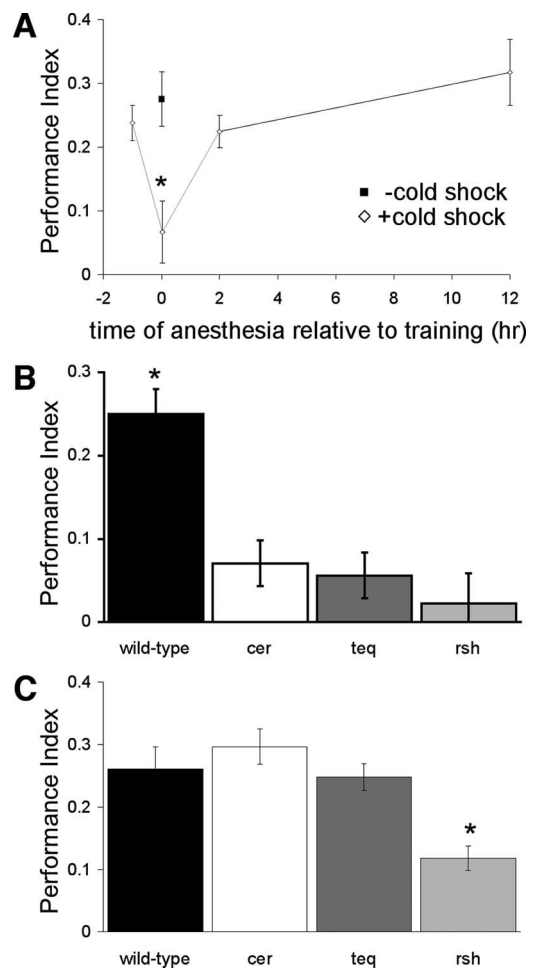 A
Performance Index
0.4
0.3
0.2
0.1
0
*
-cold shock
+cold shock
-2 0 2 4 6 8 10 12
time of anesthesia relative to training (hr)
B
Performance Index
0.3
0.2
0.1
0
*
wild-type cer teq rsh
C
Performance Index
0.4
0.3
0.2
0.1
0
*
wild-type cer teq rsh